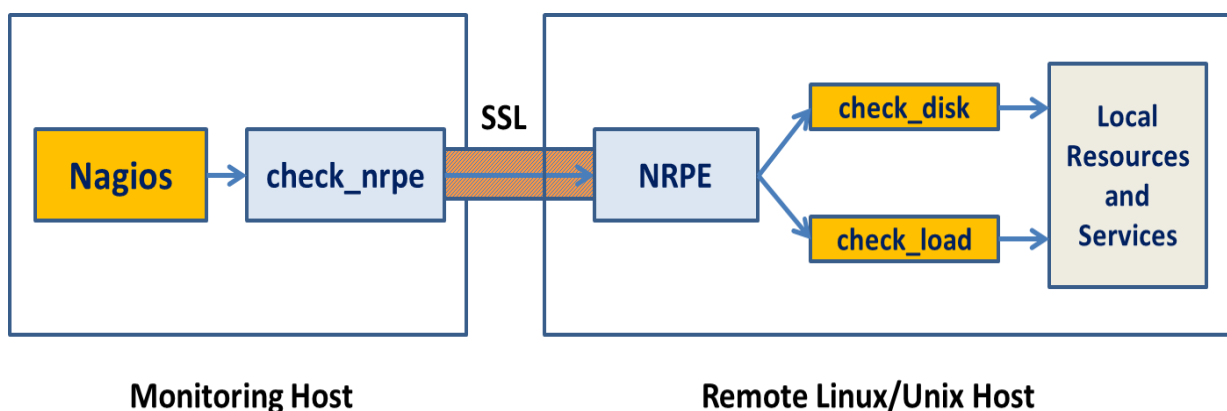 SSL
Nagios
check_nrpe
NRPE
check_disk
check_load
Local
Resources
and
Services
Monitoring Host
Remote Linux/Unix Host